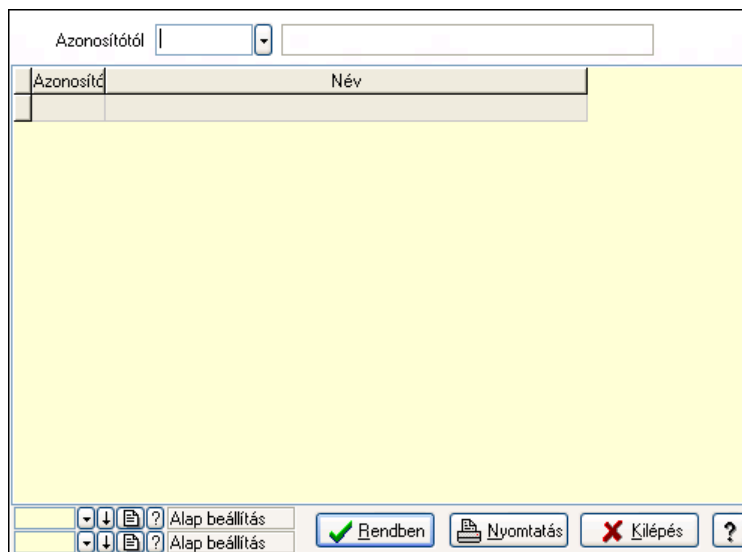 Azonosítótól
Azonosító Név
? Alap beállítás
? Alap beállítás
Rendben Nyomtatás Kilépés ?